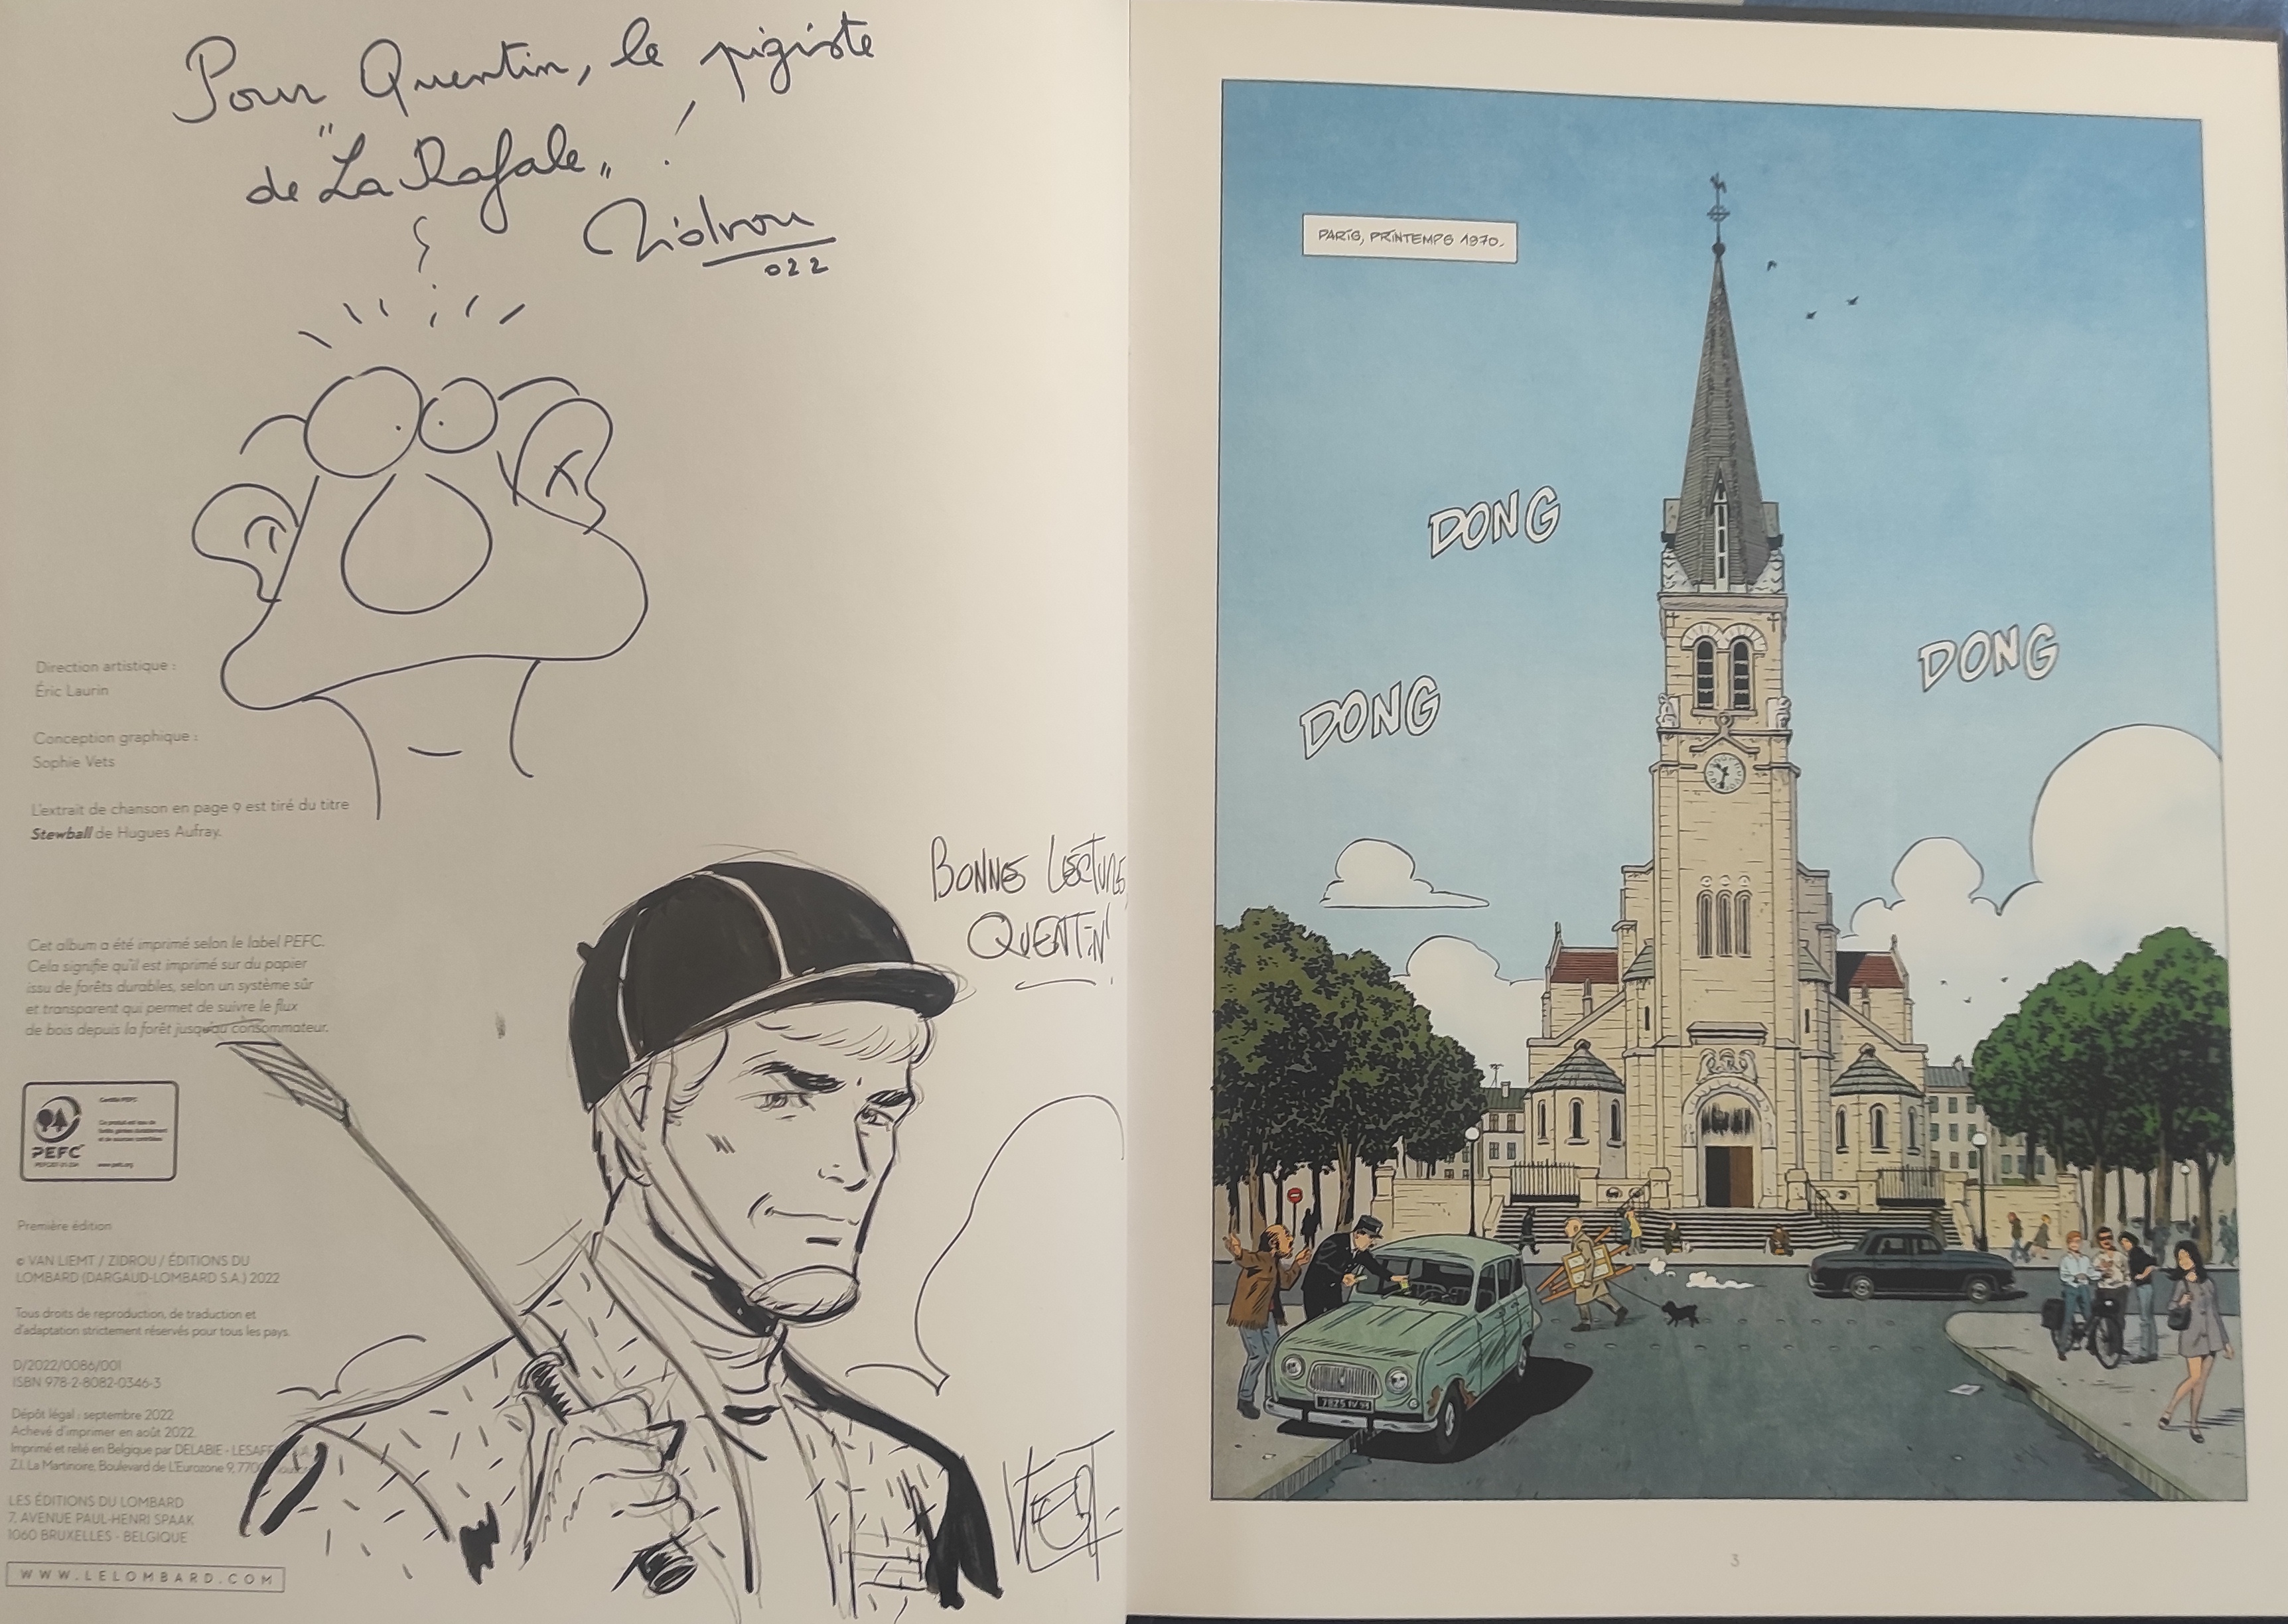 Pour Quentin, le pigiste
de "La Rafale" !
Zidrou
022
Direction artistique :
Éric Laurin
Conception graphique :
Sophie Vets
L'extrait de chanson en page 9 est tiré du titre
Stewball de Hugues Aufray.
BONNE LECTURE,
QUENTIN !
Cet album a été imprimé selon le label PEFC.
Cela signifie qu'il est imprimé sur du papier
issu de forêts durables, selon un système sûr
et transparent qui permet de suivre le flux
de bois depuis la forêt jusqu'au consommateur.
PEFC
Première édition
© VAN LIEMT / ZIDROU / ÉDITIONS DU
LOMBARD (DARGAUD-LOMBARD S.A.) 2022
Tous droits de reproduction, de traduction et
d'adaptation strictement réservés pour tous les pays.
D/2022/0086/001
ISBN 978-2-8082-0346-3
Dépôt légal : septembre 2022
Achevé d'imprimer en août 2022.
Imprimé et relié en Belgique par DELABIE -
Z.I. La Martinoire, Boulevard de L'Eurozone 9,
LES ÉDITIONS DU LOMBARD
7, AVENUE PAUL-HENRI SPAAK
1060 BRUXELLES - BELGIQUE
WWW.LELOMBARD.COM
PARIS, PRINTEMPS 1970.
DONG
DONG
DONG
3